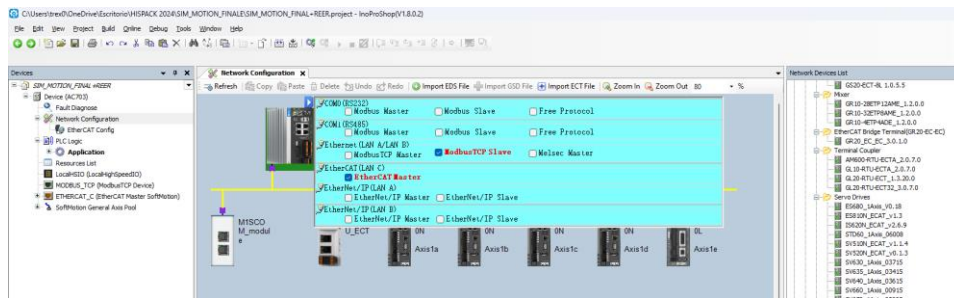 C:\Users\trex0\OneDrive\Escritorio\HISPACK 2024\SIM_MOTION_FINALE\SIM_MOTION_FINAL+REER.project - InoProShop(V1.8.0.2)
File Edit View Project Build Online Debug Tools Window Help
Devices
SIM_MOTION_FINAL +REER
Device (AC703)
Fault Diagnose
Network Configuration
EtherCAT Config
PLC Logic
Application
Resources List
LocalHSIO (LocalHighSpeedIO)
MODBUS_TCP (ModbusTCP Device)
ETHERCAT_C (EtherCAT Master SoftMotion)
SoftMotion General Axis Pool
Network Configuration
Refresh Copy Paste Delete Undo Redo Import EDS File Import GSD File Import ECT File Zoom In Zoom Out 80 %
COM0(RS232)
Modbus Master Modbus Slave Free Protocol
COM1(RS485)
Modbus Master Modbus Slave Free Protocol
Ethernet(LAN A/LAN B)
ModbusTCP Master ModbusTCP Slave Melsec Master
EtherCAT(LAN C)
EtherCAT Master
EtherNet/IP(LAN A)
EtherNet/IP Master EtherNet/IP Slave
EtherNet/IP(LAN B)
EtherNet/IP Master EtherNet/IP Slave
M1SCO
M_modul
e
U_ECT
0N
Axis1a
0N
Axis1b
0N
Axis1c
0N
Axis1d
0L
Axis1e
Network Devices List
GS20-ECT-8L 1.0.5.5
Mixer
GR10-2BETP12AME_1.2.0.0
GR10-32ETP8AME_1.2.0.0
GR10-4ETP4ADE_1.2.0.0
EtherCAT Bridge Terminal(GR20-EC-EC)
GR20_EC_EC_3.0.1.0
Terminal Coupler
AM600-RTU-ECTA_2.0.7.0
GL10-RTU-ECTA_2.0.7.0
GL20-RTU-ECT_1.3.20.0
GL20-RTU-ECT32_3.0.7.0
Servo Drives
ES680_1Axis_V0.18
ES810N_ECAT_v1.3
IS620N_ECAT_v2.6.9
STD60_1Axis_06008
SV510N_ECAT_v1.1.4
SV520N_ECAT_v0.1.3
SV630_1Axis_03715
SV635_1Axis_03415
SV640_1Axis_03615
SV660_1Axis_00915